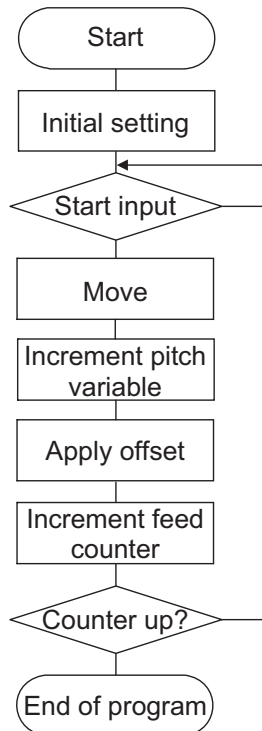 Start
Initial setting
Start input
Move
Increment pitch
variable
Apply offset
Increment feed
counter
Counter up?
End of program